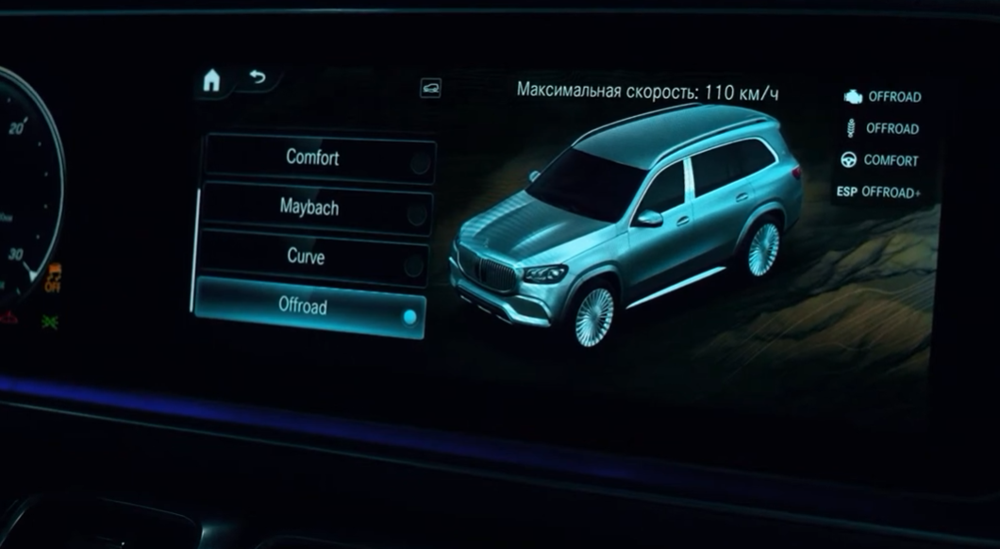 20
30
OFF
Comfort
Maybach
Curve
Offroad
Максимальная скорость: 110 км/ч
OFFROAD
OFFROAD
COMFORT
ESP OFFROAD+